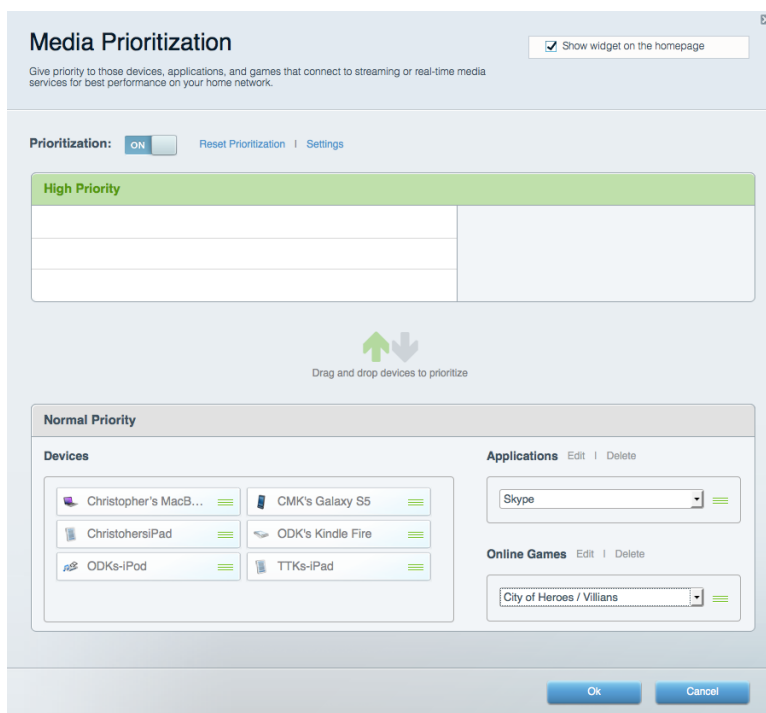 Media Prioritization
Show widget on the homepage
Give priority to those devices, applications, and games that connect to streaming or real-time media
services for best performance on your home network.
Prioritization: ON Reset Prioritization | Settings
High Priority
Drag and drop devices to prioritize
Normal Priority
Devices
Christopher's MacB...
CMK's Galaxy S5
ChristohersiPad
ODK's Kindle Fire
ODKs-iPod
TTKs-iPad
Applications Edit | Delete
Skype
Online Games Edit | Delete
City of Heroes / Villians
Ok
Cancel